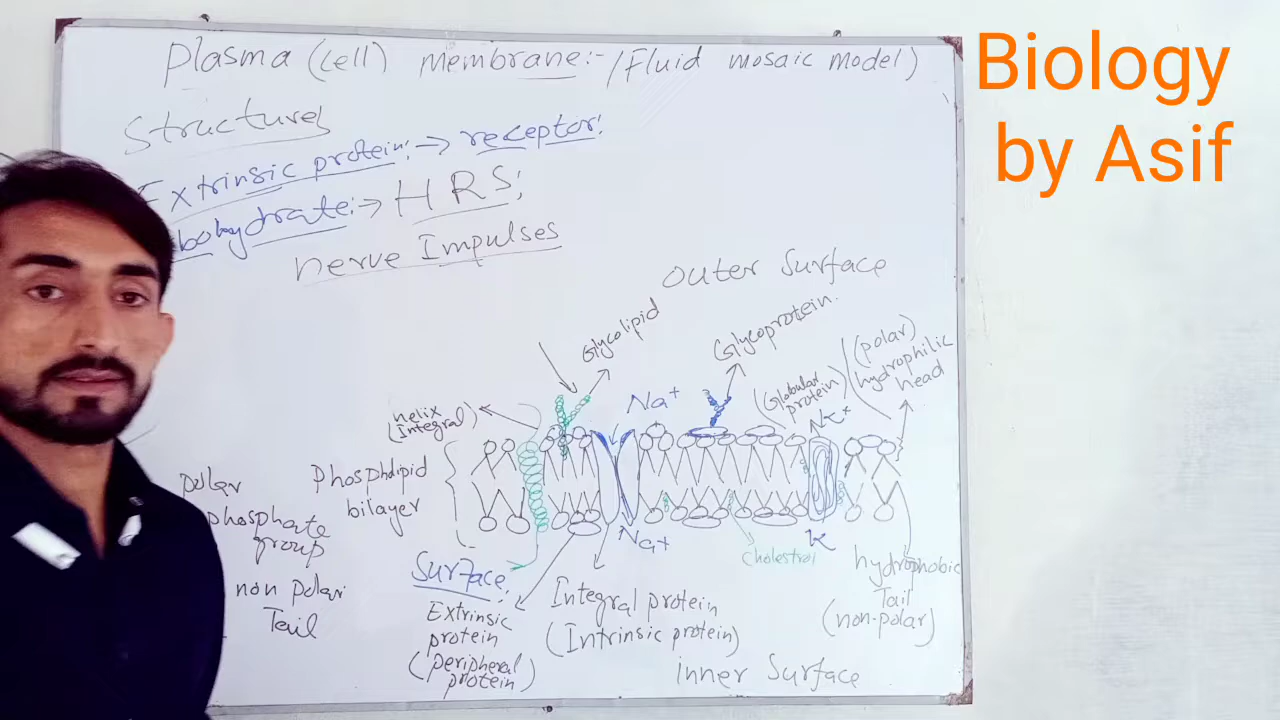 Plasma (cell) membrane:-/Fluid mosaic model)
Structure
Extrinsic protein: → receptor:
bohydrate: → HRS:
nerve Impulses
Biology
by Asif
outer Surface
Glycolipid
Glycoprotein.
(polar)
hydrophilic
head
(Globular
protein)
Na+
helix
(Integral)
Phospholipid
bilayer
polar
phosphate
group
non polar
Tail
Surface:
Extrinsic
protein
(peripheral
protein)
Na+
Integral protein
(Intrinsic protein)
Cholestrol
hydrophobic
Tail
(non-polar)
inner Surface